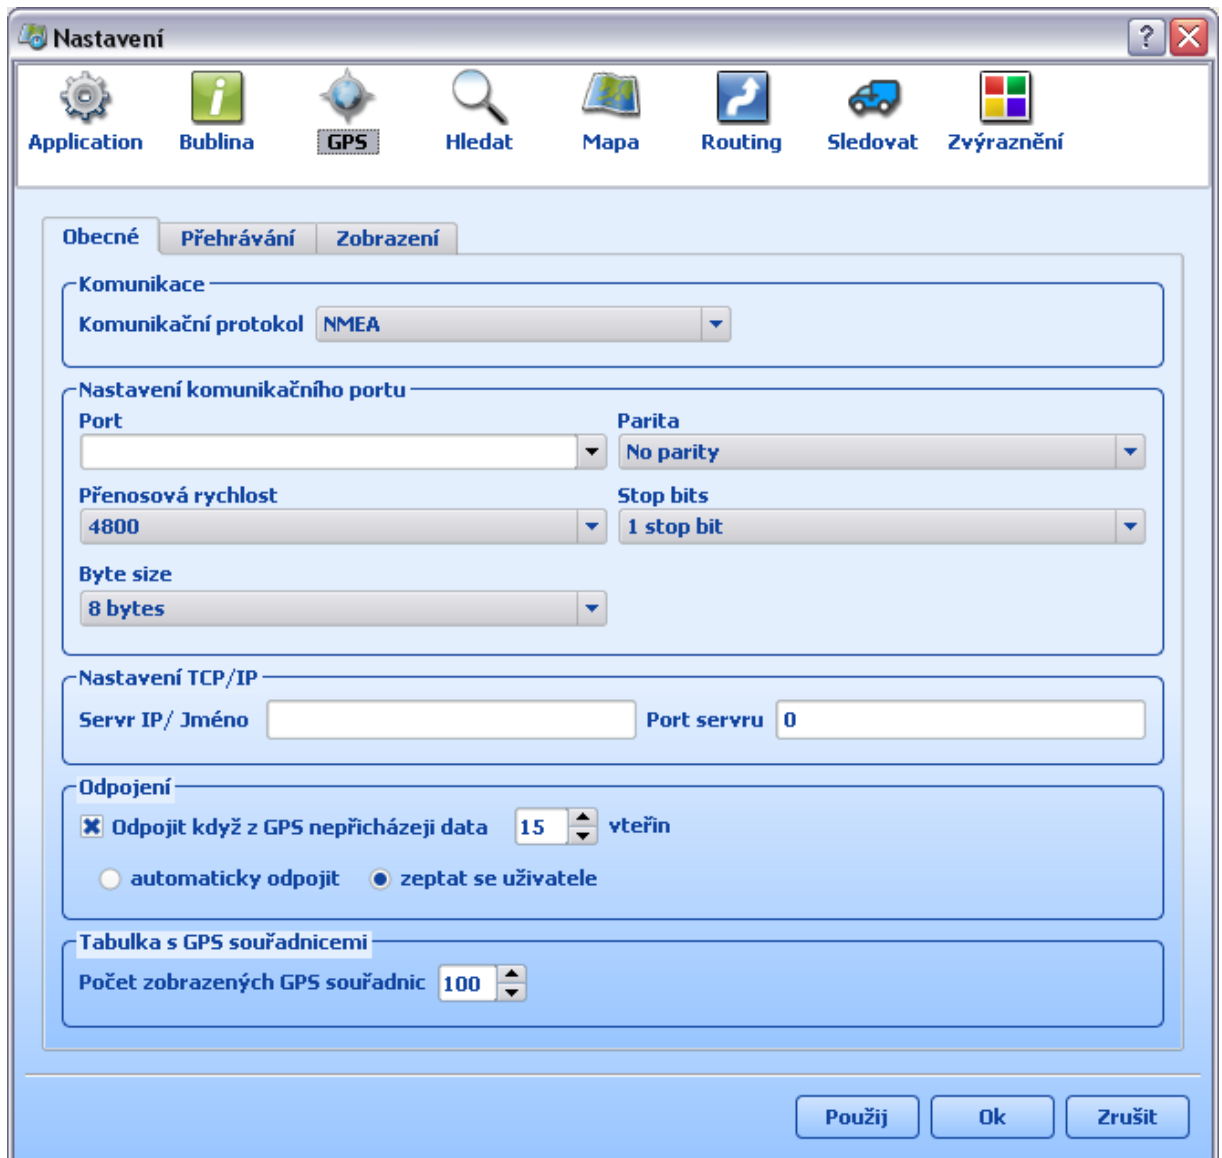 Nastavení
Application Bublina GPS Hledat Mapa Routing Sledovat Zvýraznění
Obecné Přehrávání Zobrazení
Komunikace
Komunikační protokol NMEA
Nastavení komunikačního portu
Port Parita
No parity
Přenosová rychlost Stop bits
4800 1 stop bit
Byte size
8 bytes
Nastavení TCP/IP
Servr IP/ Jméno Port servru 0
Odpojení
Odpojit když z GPS nepřicházeji data 15 vteřin
automaticky odpojit zeptat se uživatele
Tabulka s GPS souřadnicemi
Počet zobrazených GPS souřadnic 100
Použij Ok Zrušit